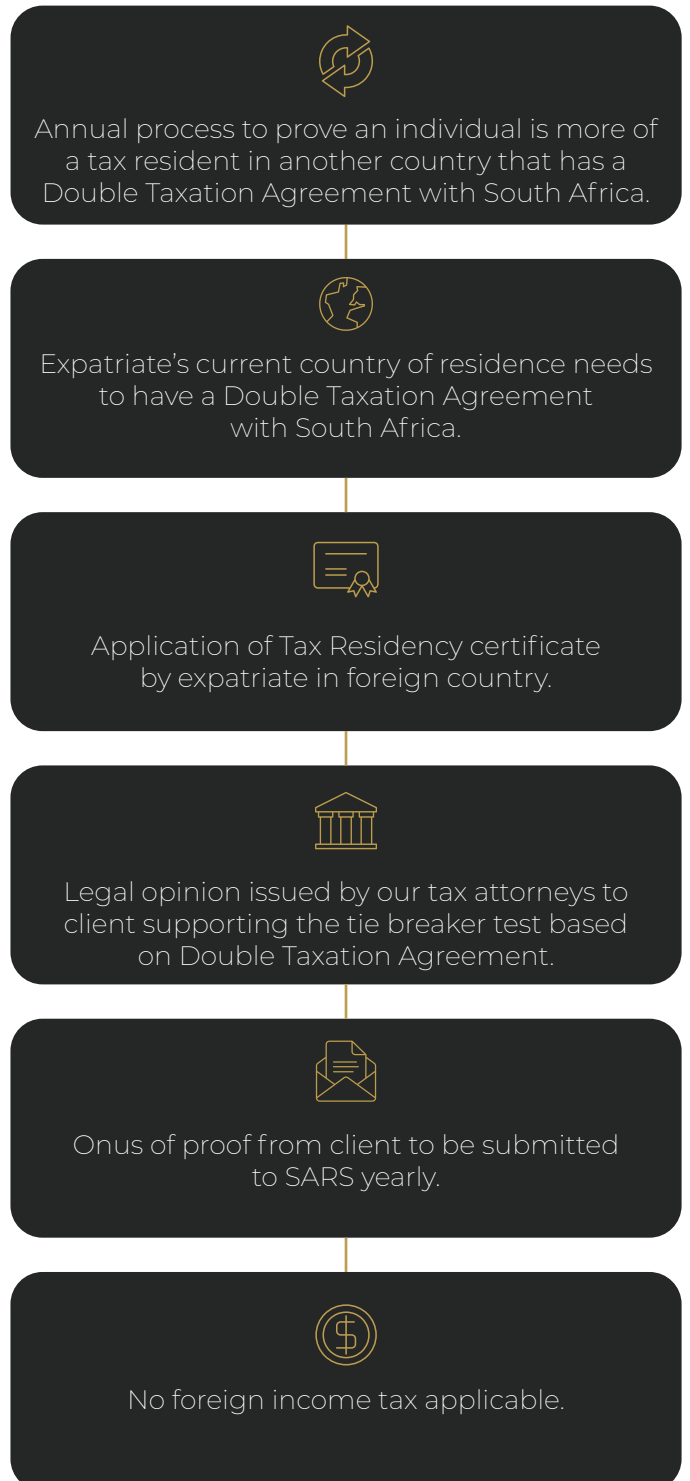 Annual process to prove an individual is more of
a tax resident in another country that has a
Double Taxation Agreement with South Africa.
Expatriate’s current country of residence needs
to have a Double Taxation Agreement
with South Africa.
Application of Tax Residency certificate
by expatriate in foreign country.
Legal opinion issued by our tax attorneys to
client supporting the tie breaker test based
on Double Taxation Agreement.
Onus of proof from client to be submitted
to SARS yearly.
$
No foreign income tax applicable.